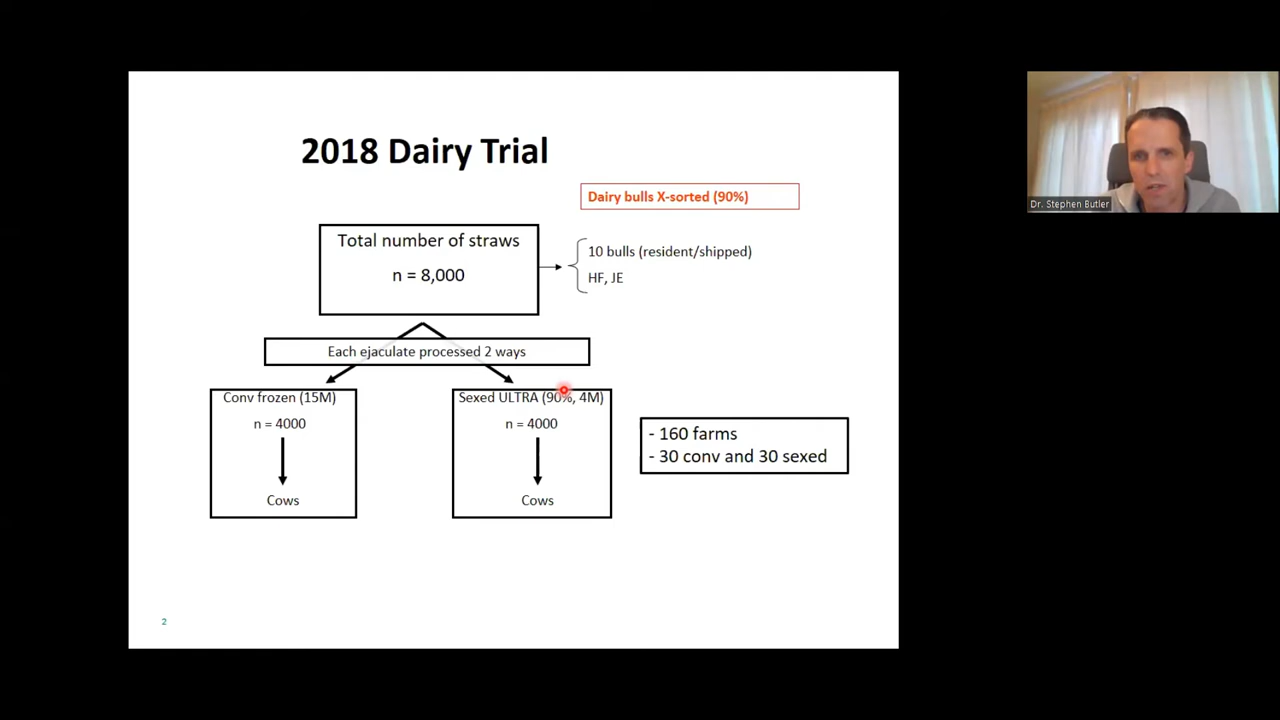 2018 Dairy Trial
Dairy bulls X-sorted (90%)
Total number of straws
n = 8,000
10 bulls (resident/shipped)
HF, JE
Each ejaculate processed 2 ways
Conv frozen (15M)
n = 4000
Cows
Sexed ULTRA (90%, 4M)
n = 4000
Cows
- 160 farms
- 30 conv and 30 sexed
2
Dr. Stephen Butler